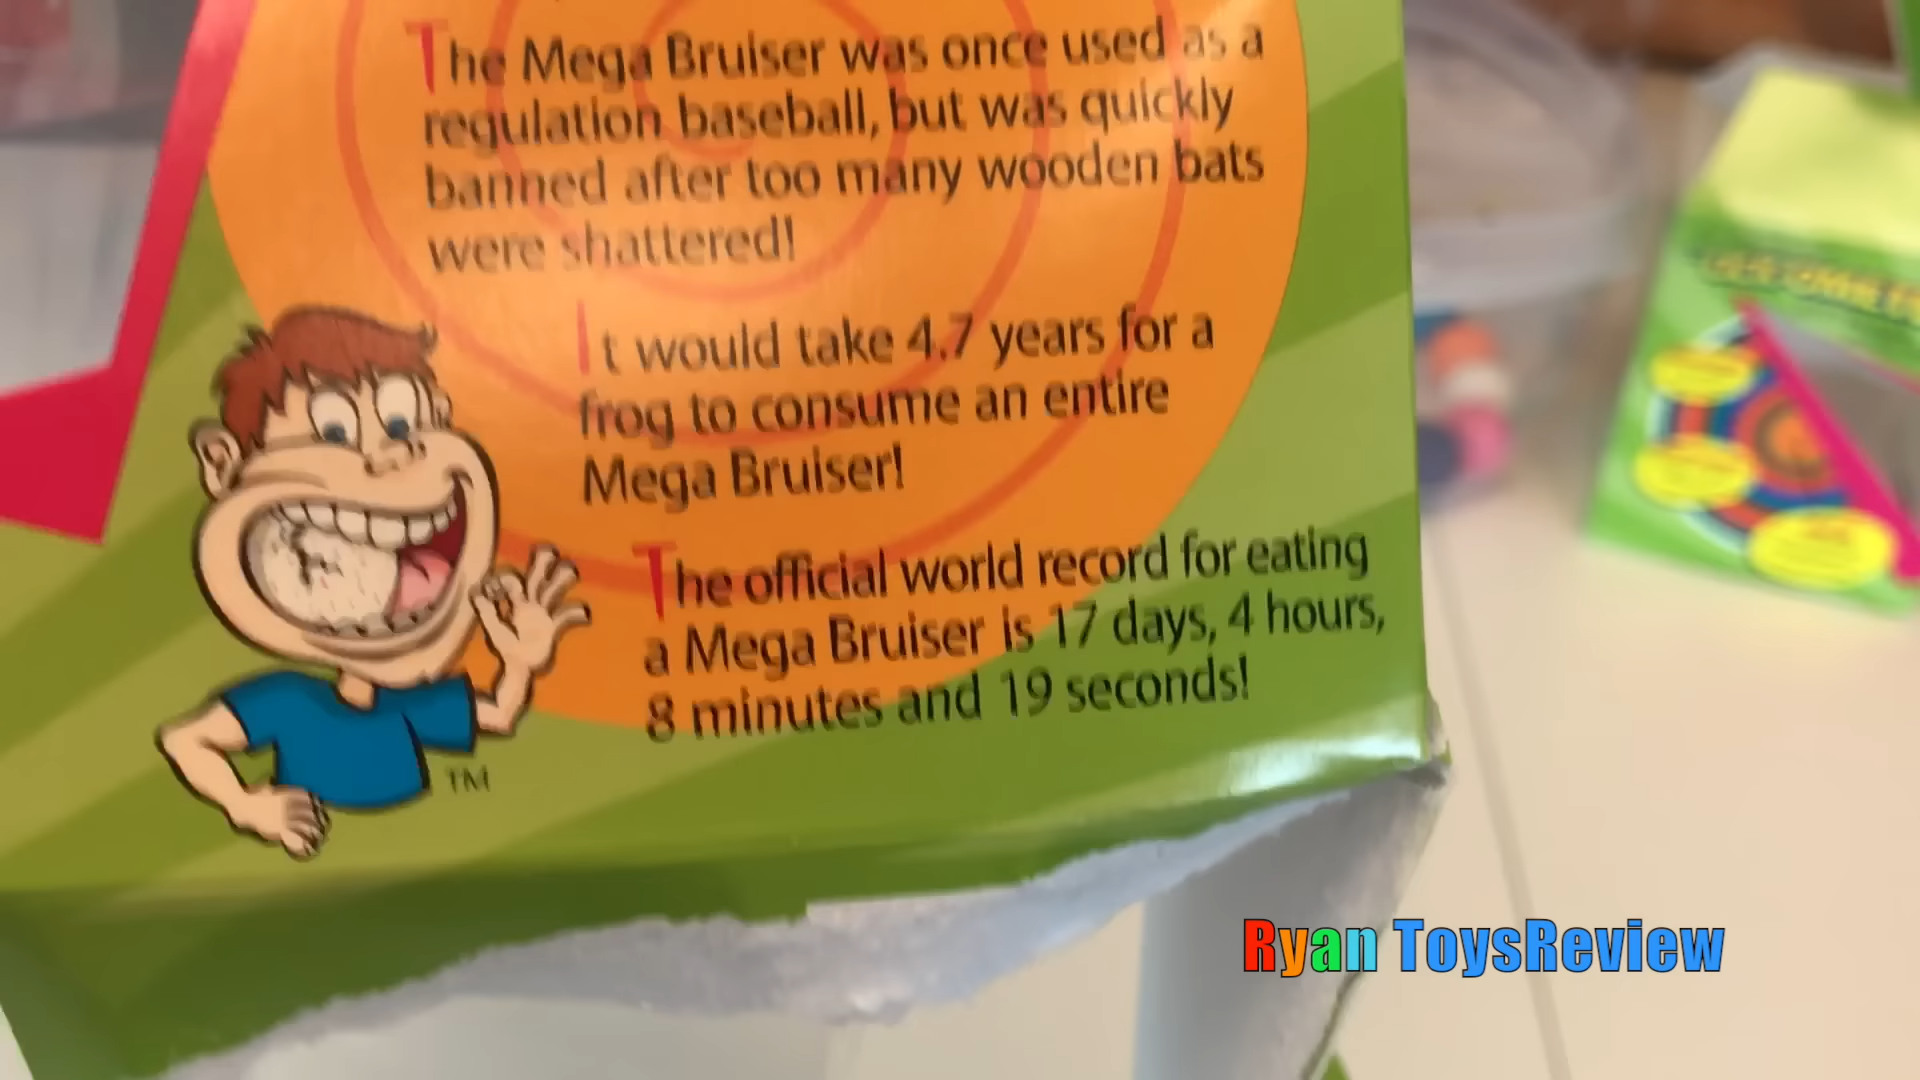 The Mega Bruiser was once used as a
regulation baseball, but was quickly
banned after too many wooden bats
were shattered!
It would take 4.7 years for a
frog to consume an entire
Mega Bruiser!
The official world record for eating
a Mega Bruiser is 17 days, 4 hours,
8 minutes and 19 seconds!
TM
Ryan ToysReview